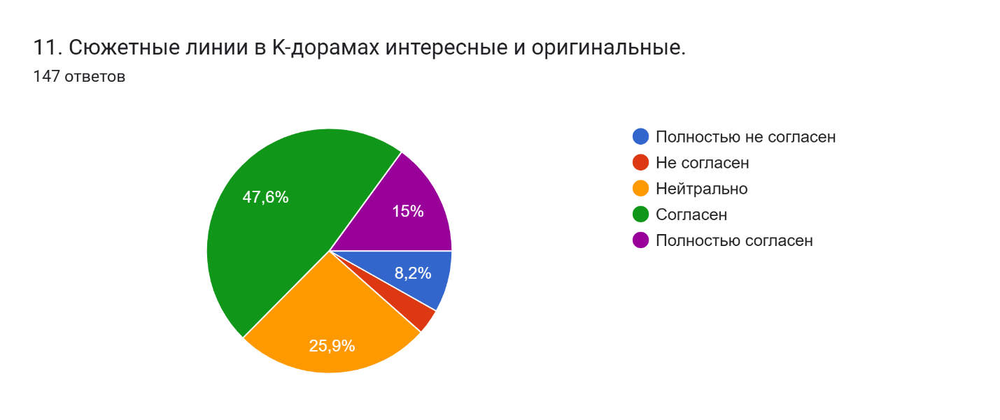 11. Сюжетные линии в K-дорамах интересные и оригинальные.
147 ответов
47,6%
15%
8,2%
25,9%
Полностью не согласен
Не согласен
Нейтрально
Согласен
Полностью согласен